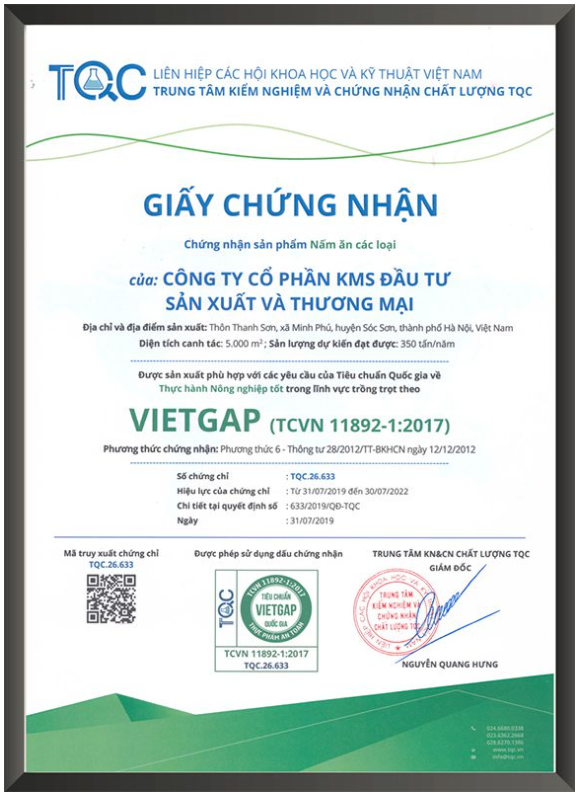 TQC
LIÊN HIỆP CÁC HỘI KHOA HỌC VÀ KỸ THUẬT VIỆT NAM
TRUNG TÂM KIỂM NGHIỆM VÀ CHỨNG NHẬN CHẤT LƯỢNG TQC
GIẤY CHỨNG NHẬN
Chứng nhận sản phẩm Nấm ăn các loại
của: CÔNG TY CỔ PHẦN KMS ĐẦU TƯ
SẢN XUẤT VÀ THƯƠNG MẠI
Địa chỉ và địa điểm sản xuất: Thôn Thanh Sơn, xã Minh Phú, huyện Sóc Sơn, thành phố Hà Nội, Việt Nam
Diện tích canh tác: 5.000 m²; Sản lượng dự kiến đạt được: 350 tấn/năm
Được sản xuất phù hợp với các yêu cầu của Tiêu chuẩn Quốc gia về
Thực hành Nông nghiệp tốt trong lĩnh vực trồng trọt theo
VIETGAP (TCVN 11892-1:2017)
Phương thức chứng nhận: Phương thức 6 - Thông tư 28/2012/TT-BKHCN ngày 12/12/2012
Số chứng chỉ : TQC.26.633
Hiệu lực của chứng chỉ : Từ 31/07/2019 đến 30/07/2022
Chi tiết tại quyết định số : 633/2019/QĐ-TQC
Ngày : 31/07/2019
Mã truy xuất chứng chỉ
TQC.26.633
Được phép sử dụng dấu chứng nhận
TQC
TCVN 11892-1:2017
TIÊU CHUẨN
VIETGAP
QUỐC GIA
THỰC PHẨM AN TOÀN
TCVN 11892-1:2017
TQC.26.633
TRUNG TÂM KN&CN CHẤT LƯỢNG TQC
GIÁM ĐỐC
TRUNG TÂM
KIỂM NGHIỆM VÀ
CHỨNG NHẬN
CHẤT LƯỢNG TQC
NGUYỄN QUANG HƯNG
www.tqc.vn